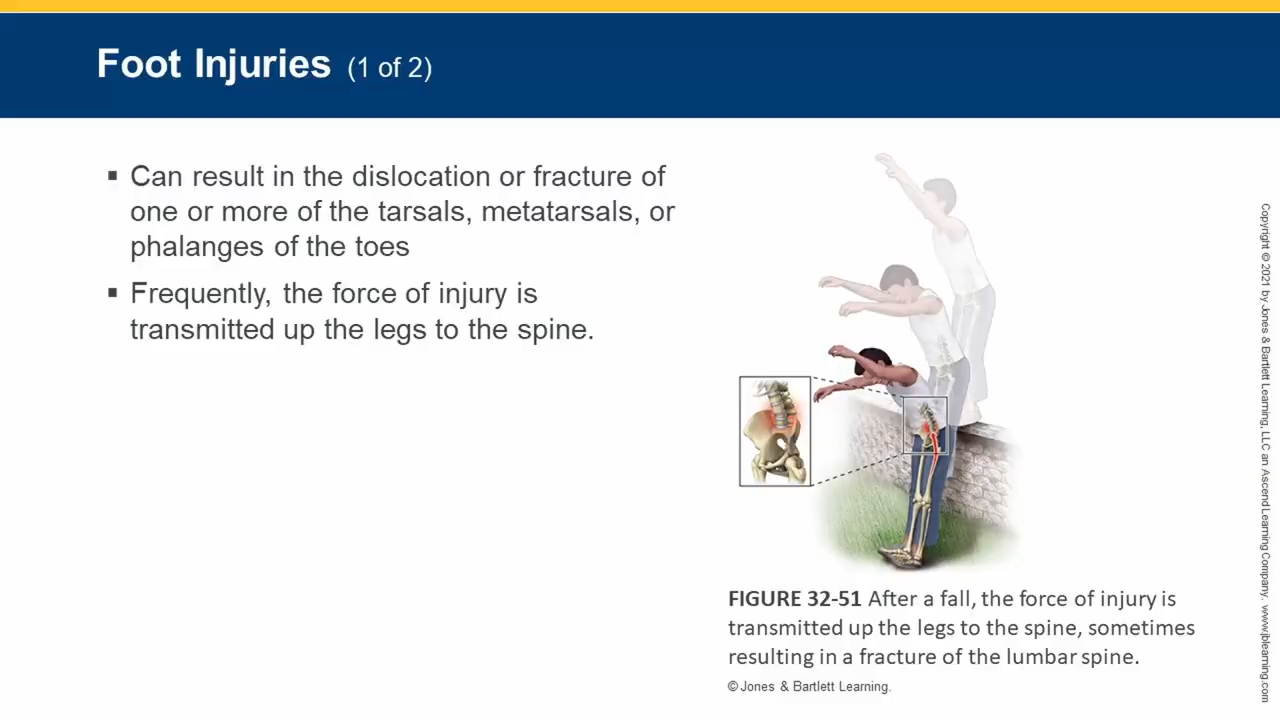 Foot Injuries (1 of 2)
▪ Can result in the dislocation or fracture of
one or more of the tarsals, metatarsals, or
phalanges of the toes
▪ Frequently, the force of injury is
transmitted up the legs to the spine.
FIGURE 32-51 After a fall, the force of injury is
transmitted up the legs to the spine, sometimes
resulting in a fracture of the lumbar spine.
© Jones & Bartlett Learning.
Copyright © 2021 by Jones & Bartlett Learning, LLC an Ascend Learning Company. www.jblearning.com